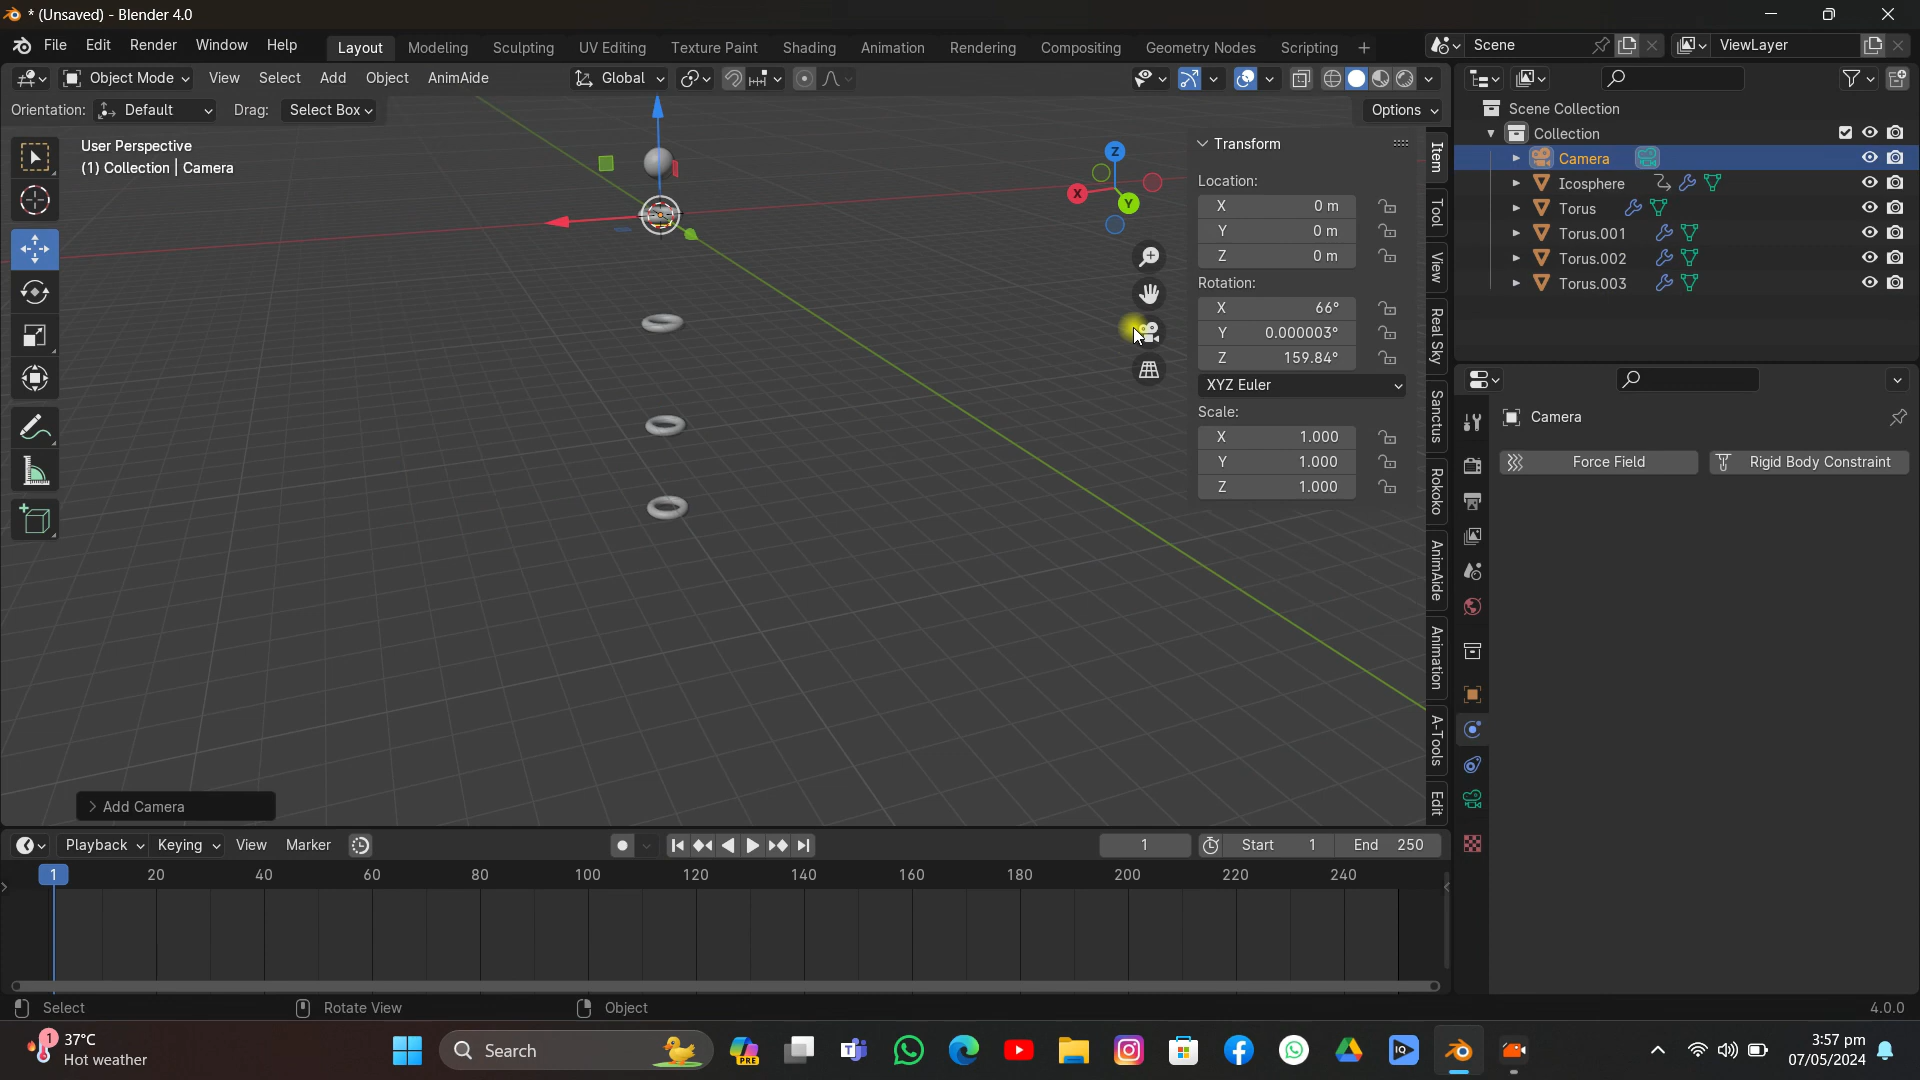 * (Unsaved) - Blender 4.0
File Edit Render Window Help Layout Modeling Sculpting UV Editing Texture Paint Shading Animation Rendering Compositing Geometry Nodes Scripting + Scene ViewLayer
Object Mode View Select Add Object AnimAide Global
Orientation: Default Drag: Select Box Options
User Perspective
(1) Collection | Camera
Z
X
Y
Transform
Location:
X 0 m
Y 0 m
Z 0 m
Rotation:
X 66°
Y 0.000003°
Z 159.84°
XYZ Euler
Scale:
X 1.000
Y 1.000
Z 1.000
Item
Tool
View
Real Sky
Sanctus
Rokoko
AnimAide
Animation
A-Tools
Edit
Scene Collection
Collection
Camera
Icosphere
Torus
Torus.001
Torus.002
Torus.003
Camera
Force Field Rigid Body Constraint
Add Camera
Playback Keying View Marker 1 Start 1 End 250
1 20 40 60 80 100 120 140 160 180 200 220 240
Select Rotate View Object 4.0.0
1 37°C
Hot weather
Search
PRE
IQ
3:57 pm
07/05/2024